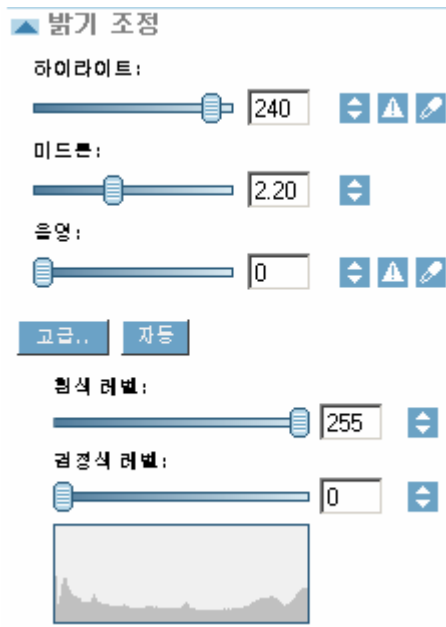 밝기 조정
하이라이트:
240
미드톤:
2.20
음영:
0
고급.. 자동
흰색 레벨:
255
검정색 레벨:
0